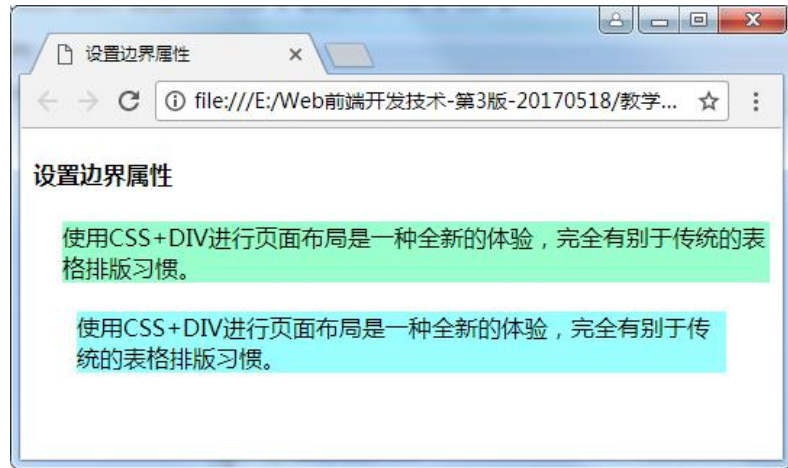 设置边界属性
file:///E:/Web前端开发技术-第3版-20170518/教学...
设置边界属性
使用CSS+DIV进行页面布局是一种全新的体验，完全有别于传统的表
格排版习惯。
使用CSS+DIV进行页面布局是一种全新的体验，完全有别于传
统的表格排版习惯。